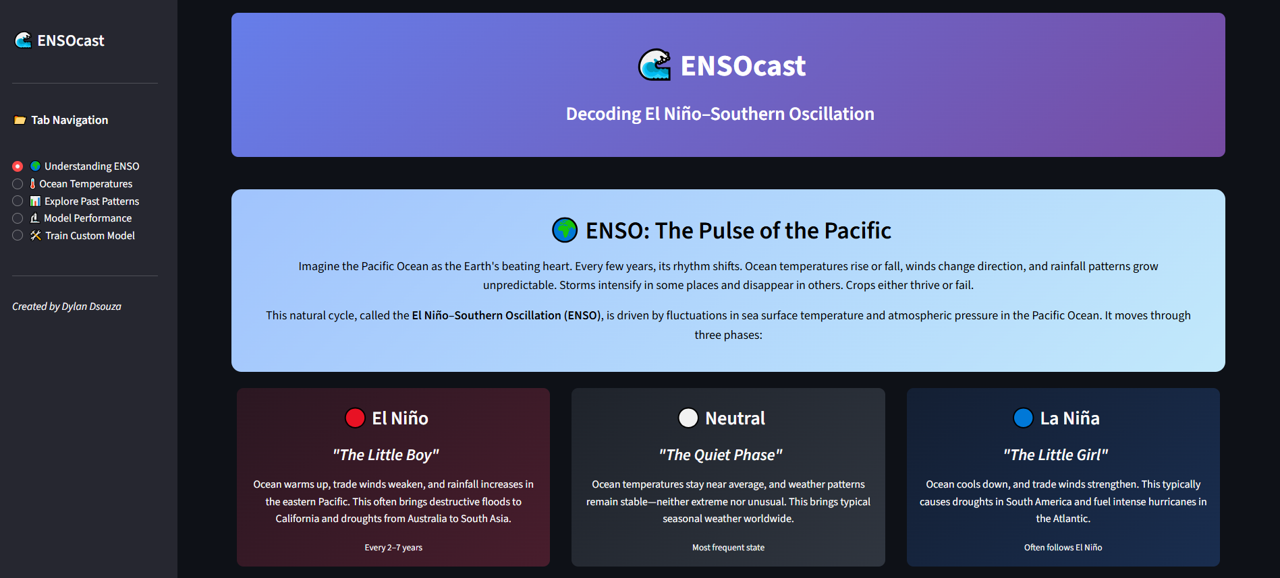 🌊 ENSOcast
📂 Tab Navigation
🌍 Understanding ENSO
🌡️ Ocean Temperatures
📊 Explore Past Patterns
🔬 Model Performance
🛠️ Train Custom Model
Created by Dylan Dsouza
🌊 ENSOcast
Decoding El Niño–Southern Oscillation
🌍 ENSO: The Pulse of the Pacific
Imagine the Pacific Ocean as the Earth's beating heart. Every few years, its rhythm shifts. Ocean temperatures rise or fall, winds change direction, and rainfall patterns grow
unpredictable. Storms intensify in some places and disappear in others. Crops either thrive or fail.
This natural cycle, called the El Niño–Southern Oscillation (ENSO), is driven by fluctuations in sea surface temperature and atmospheric pressure in the Pacific Ocean. It moves through
three phases:
🔴 El Niño
"The Little Boy"
Ocean warms up, trade winds weaken, and rainfall increases in
the eastern Pacific. This often brings destructive floods to
California and droughts from Australia to South Asia.
Every 2–7 years
⚪ Neutral
"The Quiet Phase"
Ocean temperatures stay near average, and weather patterns
remain stable—neither extreme nor unusual. This brings typical
seasonal weather worldwide.
Most frequent state
🔵 La Niña
"The Little Girl"
Ocean cools down, and trade winds strengthen. This typically
causes droughts in South America and fuel intense hurricanes in
the Atlantic.
Often follows El Niño